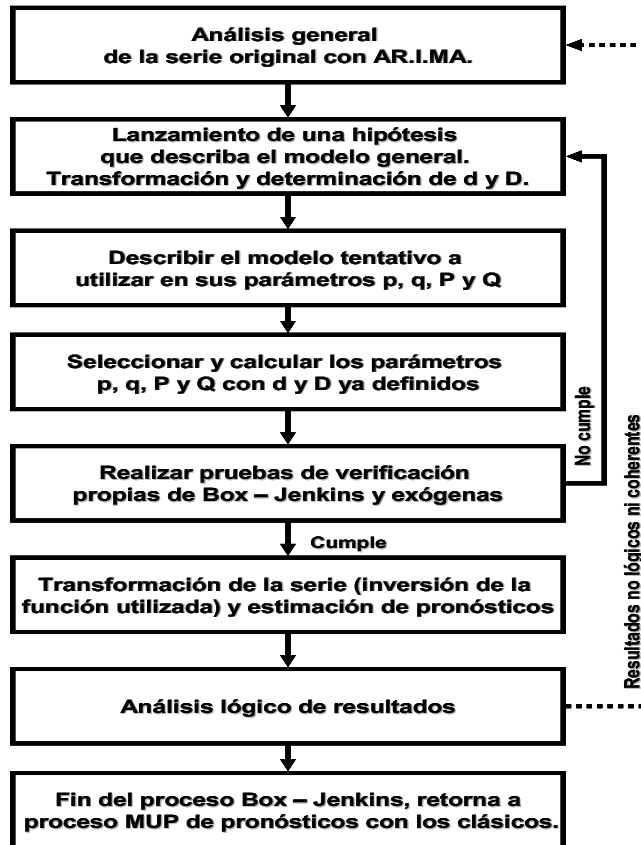 Análisis general
de la serie original con AR.I.MA.
Lanzamiento de una hipótesis
que describa el modelo general.
Transformación y determinación de d y D.
Describir el modelo tentativo a
utilizar en sus parámetros p, q, P y Q
Seleccionar y calcular los parámetros
p, q, P y Q con d y D ya definidos
Realizar pruebas de verificación
propias de Box – Jenkins y exógenas
No cumple
Cumple
Transformación de la serie (inversión de la
función utilizada) y estimación de pronósticos
Análisis lógico de resultados
Resultados no lógicos ni coherentes
Fin del proceso Box – Jenkins, retorna a
proceso MUP de pronósticos con los clásicos.